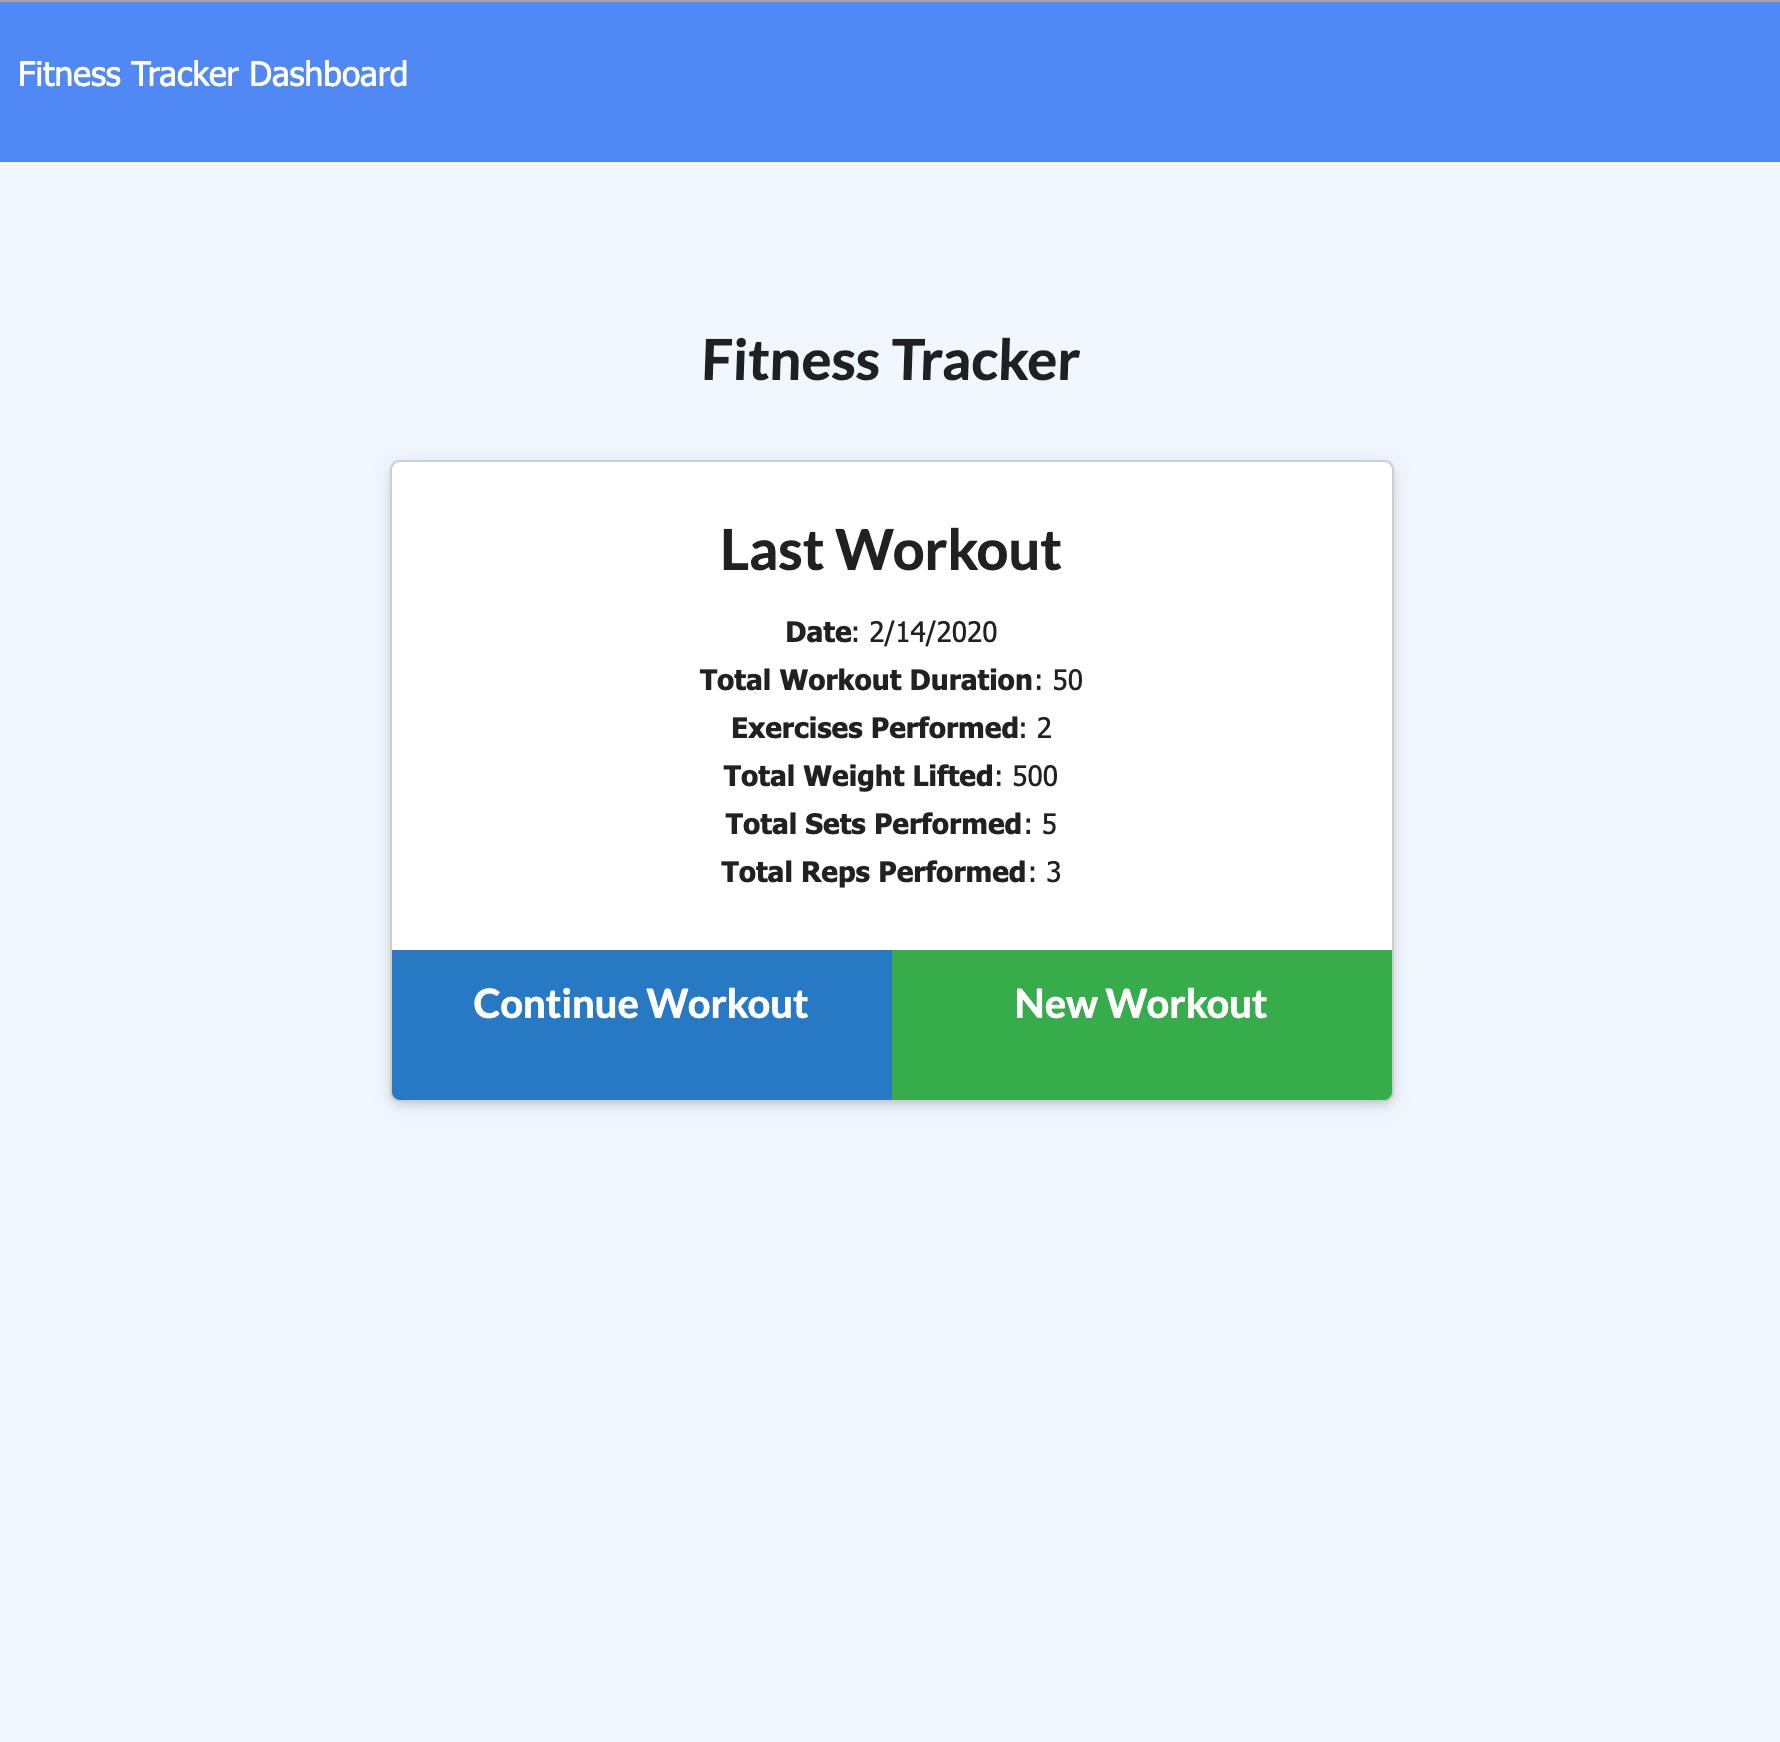 Fitness Tracker Dashboard
Fitness Tracker
Last Workout
Date: 2/14/2020
Total Workout Duration: 50
Exercises Performed: 2
Total Weight Lifted: 500
Total Sets Performed: 5
Total Reps Performed: 3
Continue Workout
New Workout